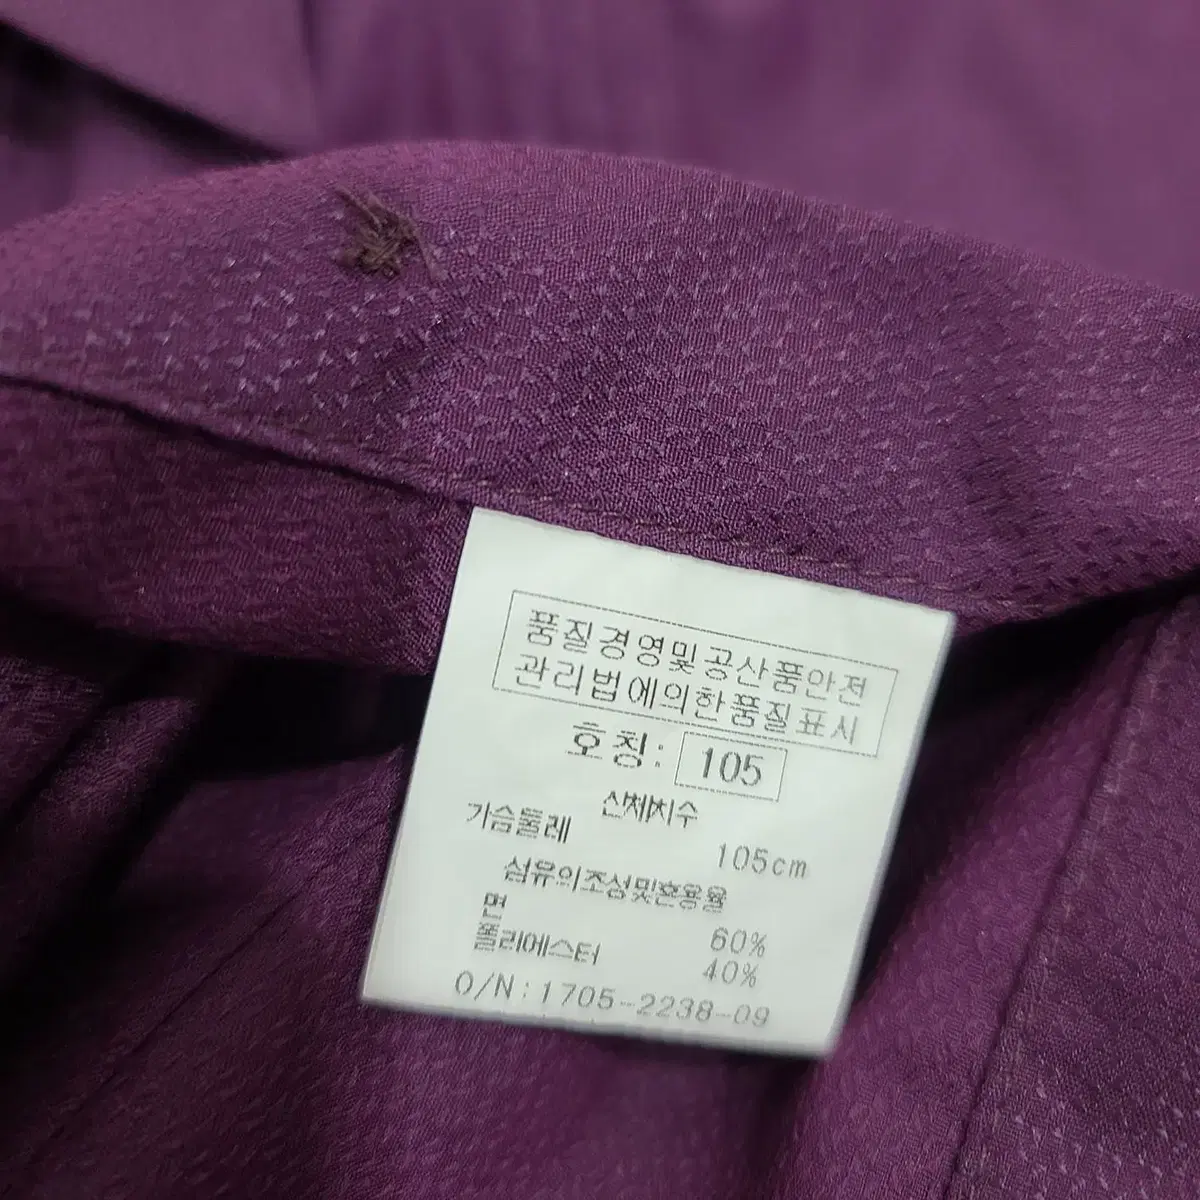 품질경영및공산품안전
관리법에의한품질표시
호칭: 105
신체치수
가슴둘레 105cm
섬유의조성및혼용율
면 60%
폴리에스터 40%
O/N:1705-2238-09